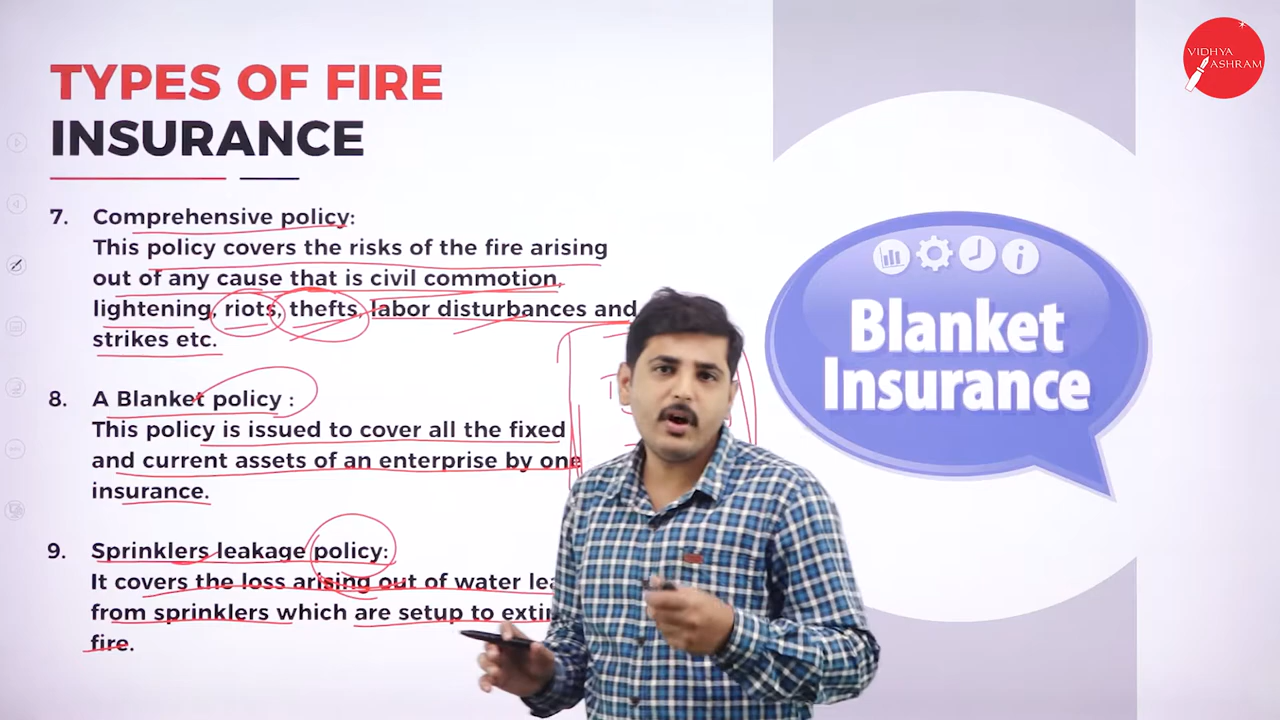 TYPES OF FIRE
INSURANCE
7. Comprehensive policy:
This policy covers the risks of the fire arising
out of any cause that is civil commotion,
lightening, riots, thefts, labor disturbances and
strikes etc.
8. A Blanket policy :
This policy is issued to cover all the fixed
and current assets of an enterprise by one
insurance.
9. Sprinklers leakage policy:
It covers the loss arising out of water
from sprinklers which are setup to
fire.
Blanket
Insurance
VIDHYA
ASHRAM